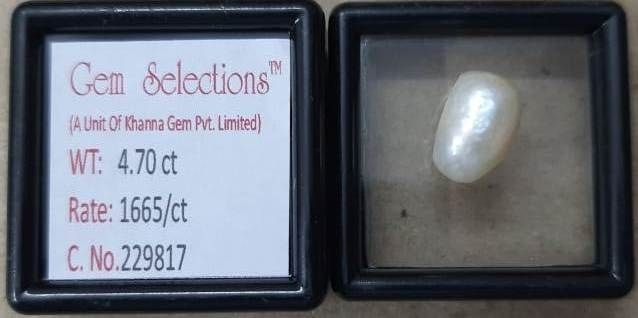 Gem Selections™
(A Unit Of Khanna Gem Pvt. Limited)
WT: 4.70 ct
Rate: 1665/ct
C. No.229817